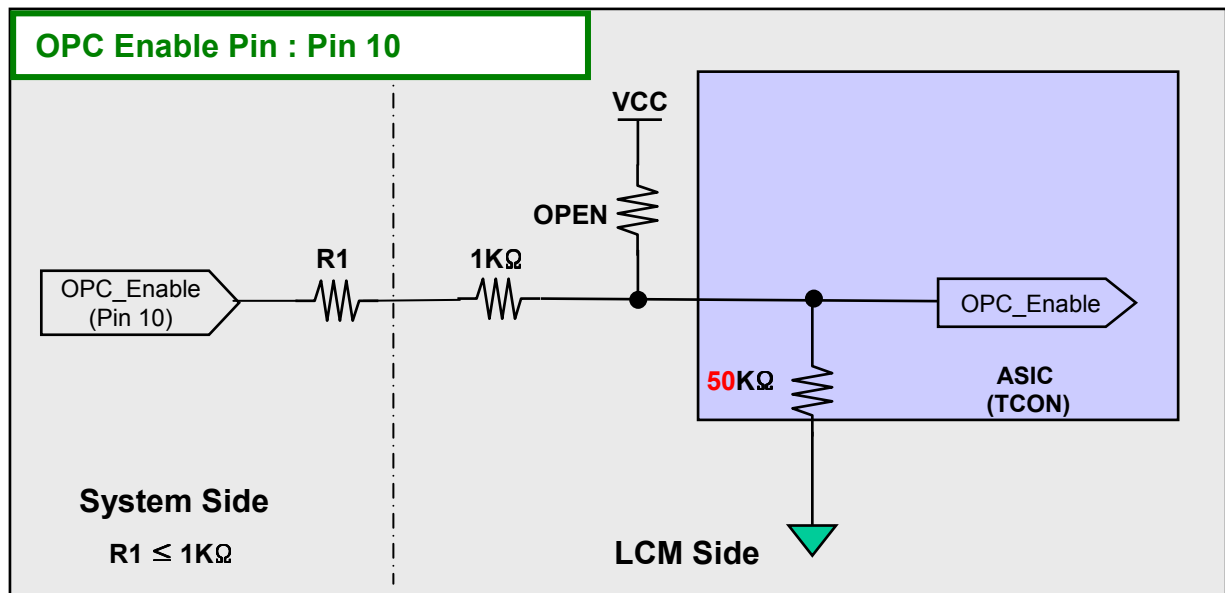 OPC Enable Pin : Pin 10
VCC
OPEN
R1
1KΩ
OPC_Enable
(Pin 10)
OPC_Enable
50KΩ
ASIC
(TCON)
System Side
R1 ≤ 1KΩ
LCM Side